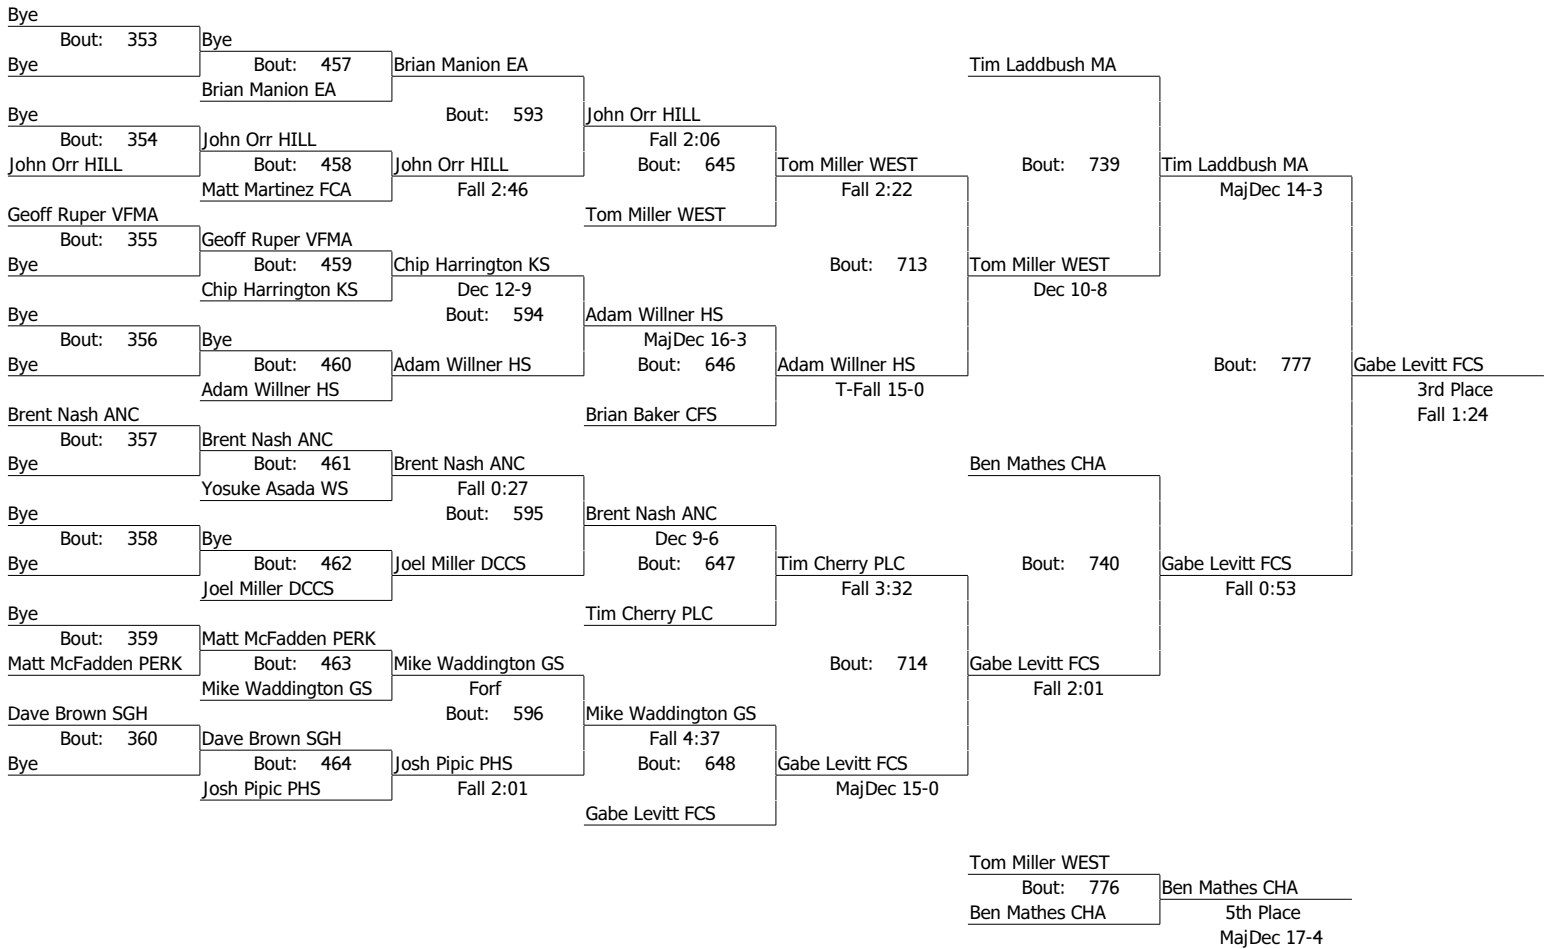 Bye
Bout: 353 Bye
Bye Bout: 457 Brian Manion EA Tim Laddbush MA
Brian Manion EA
Bye Bout: 593 John Orr HILL
Bout: 354 John Orr HILL Fall 2:06
John Orr HILL Bout: 458 John Orr HILL Bout: 645 Tom Miller WEST Bout: 739 Tim Laddbush MA
Matt Martinez FCA Fall 2:46 Fall 2:22 MajDec 14-3
Geoff Ruper VFMA Tom Miller WEST
Bout: 355 Geoff Ruper VFMA
Bye Bout: 459 Chip Harrington KS Bout: 713 Tom Miller WEST
Chip Harrington KS Dec 12-9 Dec 10-8
Bye Bout: 594 Adam Willner HS
Bout: 356 Bye MajDec 16-3
Bye Bout: 460 Adam Willner HS Bout: 646 Adam Willner HS Bout: 777 Gabe Levitt FCS
Adam Willner HS T-Fall 15-0 3rd Place
Brent Nash ANC Brian Baker CFS Fall 1:24
Bout: 357 Brent Nash ANC
Bye Bout: 461 Brent Nash ANC Ben Mathes CHA
Yosuke Asada WS Fall 0:27
Bye Bout: 595 Brent Nash ANC
Bout: 358 Bye Dec 9-6
Bye Bout: 462 Joel Miller DCCS Bout: 647 Tim Cherry PLC Bout: 740 Gabe Levitt FCS
Joel Miller DCCS Fall 3:32 Fall 0:53
Bye Tim Cherry PLC
Bout: 359 Matt McFadden PERK
Matt McFadden PERK Bout: 463 Mike Waddington GS Bout: 714 Gabe Levitt FCS
Mike Waddington GS Forf Fall 2:01
Dave Brown SGH Bout: 596 Mike Waddington GS
Bout: 360 Dave Brown SGH Fall 4:37
Bye Bout: 464 Josh Pipic PHS Bout: 648 Gabe Levitt FCS
Josh Pipic PHS Fall 2:01 MajDec 15-0
Gabe Levitt FCS
Tom Miller WEST
Bout: 776 Ben Mathes CHA
Ben Mathes CHA 5th Place
MajDec 17-4